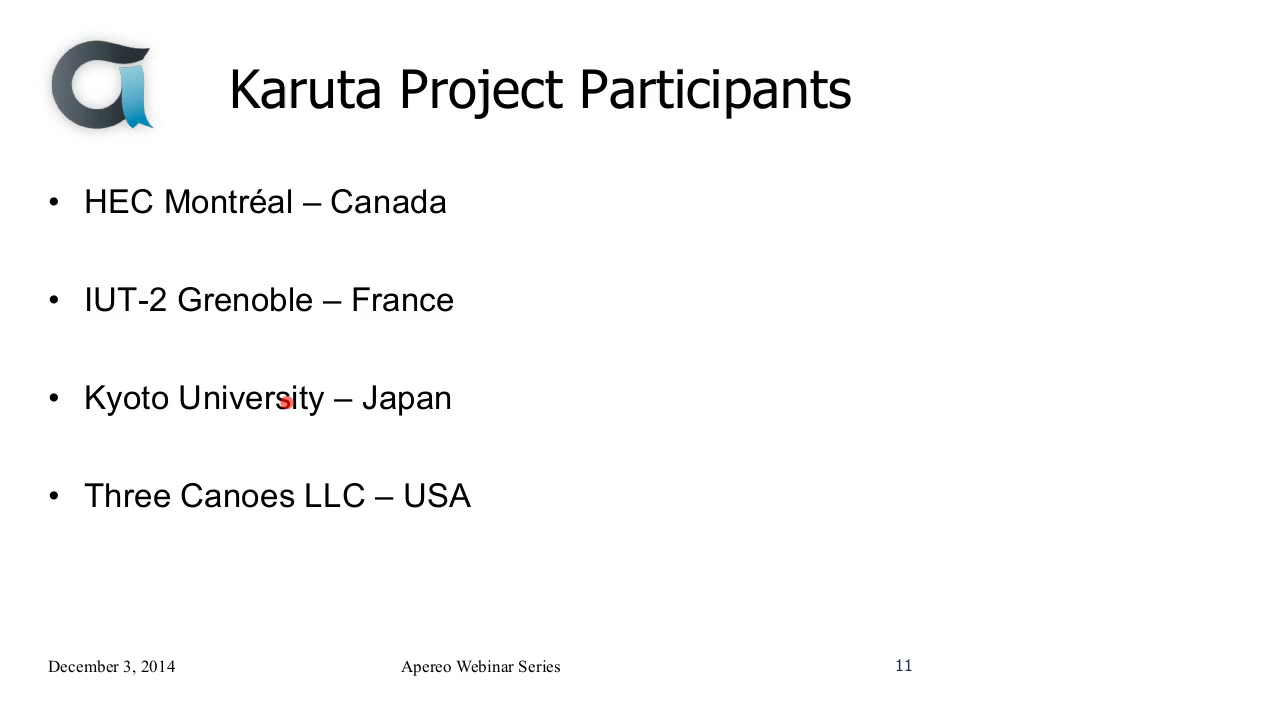 Karuta Project Participants
• HEC Montréal – Canada
• IUT-2 Grenoble – France
• Kyoto University – Japan
• Three Canoes LLC – USA
December 3, 2014
Apereo Webinar Series
11